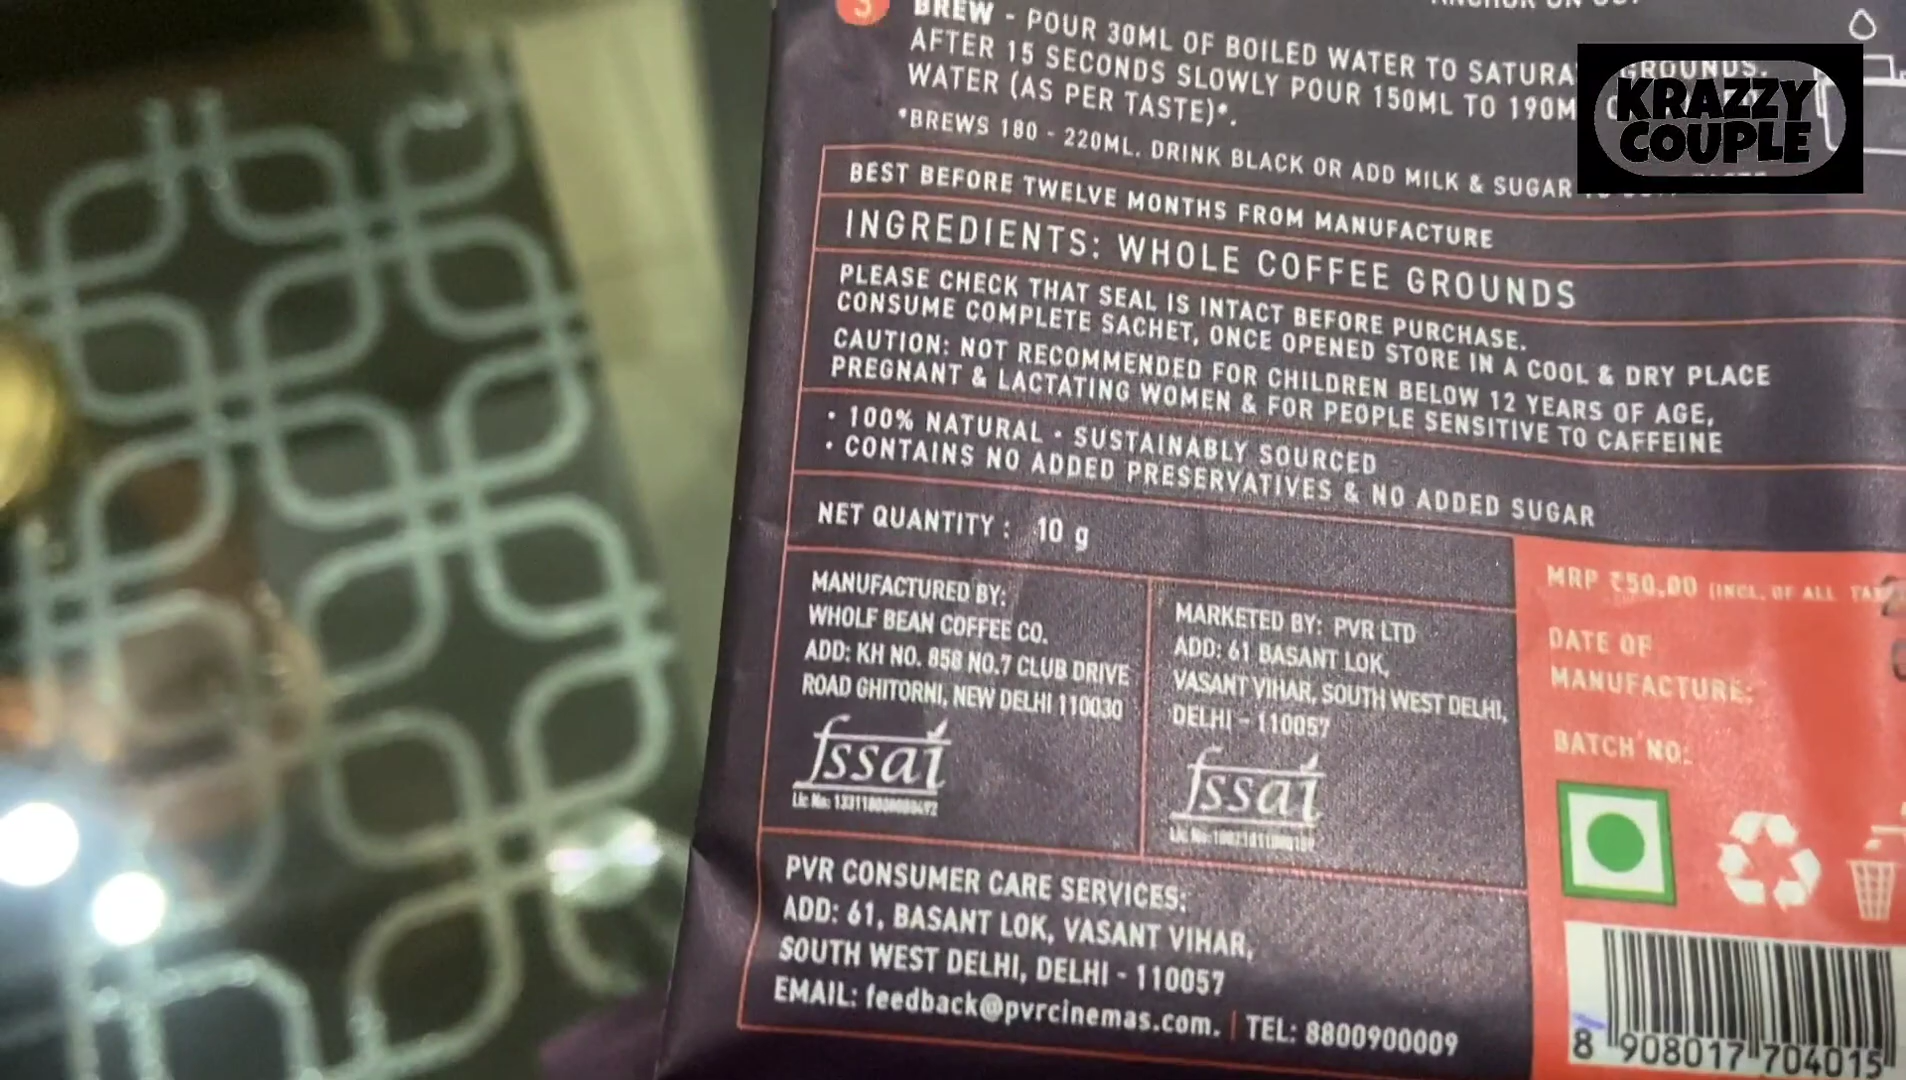 3
BREW - POUR 30ML OF BOILED WATER TO SATURA GROUNDS.
AFTER 15 SECONDS SLOWLY POUR 150ML TO 190M
WATER (AS PER TASTE)*.
*BREWS 180 - 220ML. DRINK BLACK OR ADD MILK & SUGAR
KRAZZY
COUPLE
BEST BEFORE TWELVE MONTHS FROM MANUFACTURE
INGREDIENTS: WHOLE COFFEE GROUNDS
PLEASE CHECK THAT SEAL IS INTACT BEFORE PURCHASE.
CONSUME COMPLETE SACHET, ONCE OPENED STORE IN A COOL & DRY PLACE
CAUTION: NOT RECOMMENDED FOR CHILDREN BELOW 12 YEARS OF AGE,
PREGNANT & LACTATING WOMEN & FOR PEOPLE SENSITIVE TO CAFFEINE
• 100% NATURAL • SUSTAINABLY SOURCED
• CONTAINS NO ADDED PRESERVATIVES & NO ADDED SUGAR
NET QUANTITY : 10 g
MANUFACTURED BY:
WHOLF BEAN COFFEE CO.
ADD: KH NO. 858 NO.7 CLUB DRIVE
ROAD GHITORNI, NEW DELHI 110030
fssai
Lic No:
MARKETED BY: PVR LTD
ADD: 61 BASANT LOK,
VASANT VIHAR, SOUTH WEST DELHI,
DELHI - 110057
fssai
Lic No:
MRP ₹50.00 (INCL. OF ALL TAX
DATE OF
MANUFACTURE:
BATCH NO:
PVR CONSUMER CARE SERVICES:
ADD: 61, BASANT LOK, VASANT VIHAR,
SOUTH WEST DELHI, DELHI - 110057
EMAIL: feedback@pvrcinemas.com. | TEL: 8800900009
8 908017 704015